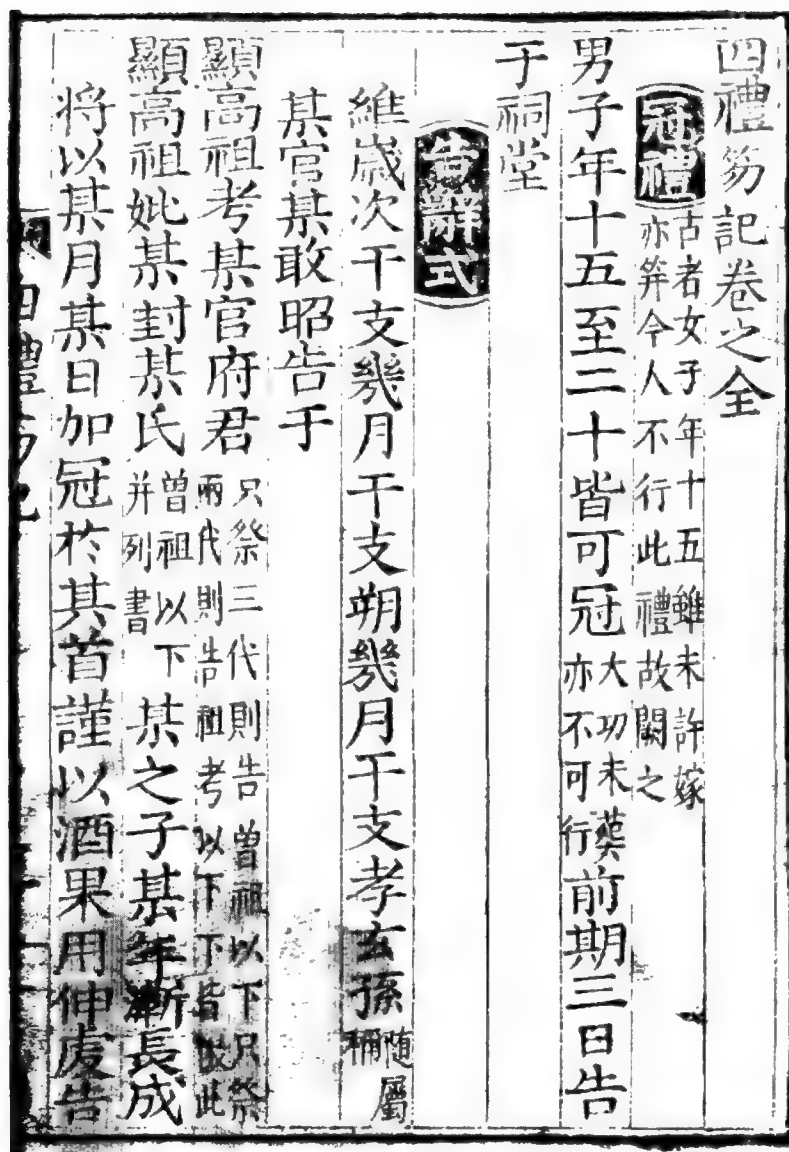 四禮笏記卷之全
冠禮 古者女子年十五雖未許嫁
亦笄今人不行此禮故闕之
男子年十五至二十皆可冠 大功未葬
亦不可行 前期三日告
于祠堂
告辭式
維歲次干支幾月干支朔幾月干支孝玄孫 随屬
稱
某官某敢昭告于
顯高祖考某官府君 只祭三代則告曾祖以下只祭
兩代則告祖考以下下皆倣此
顯高祖妣某封某氏 曾祖以下
并列書 某之子某年漸長成
将以某月某日加冠於其首謹以酒果用伸虔告
四禮笏記